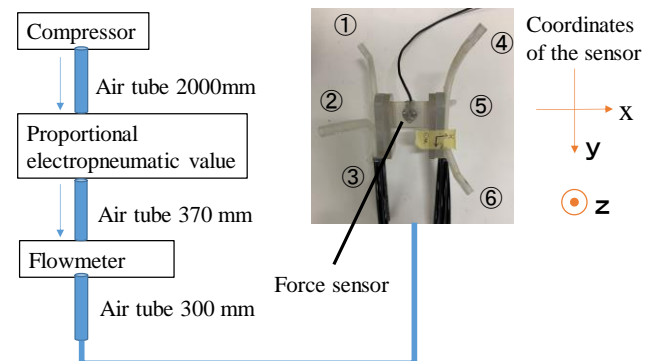 Compressor
Air tube 2000mm
Proportional
electropneumatic value
Air tube 370 mm
Flowmeter
Air tube 300 mm
①
②
③
④
⑤
⑥
Force sensor
Coordinates
of the sensor
x
y
z